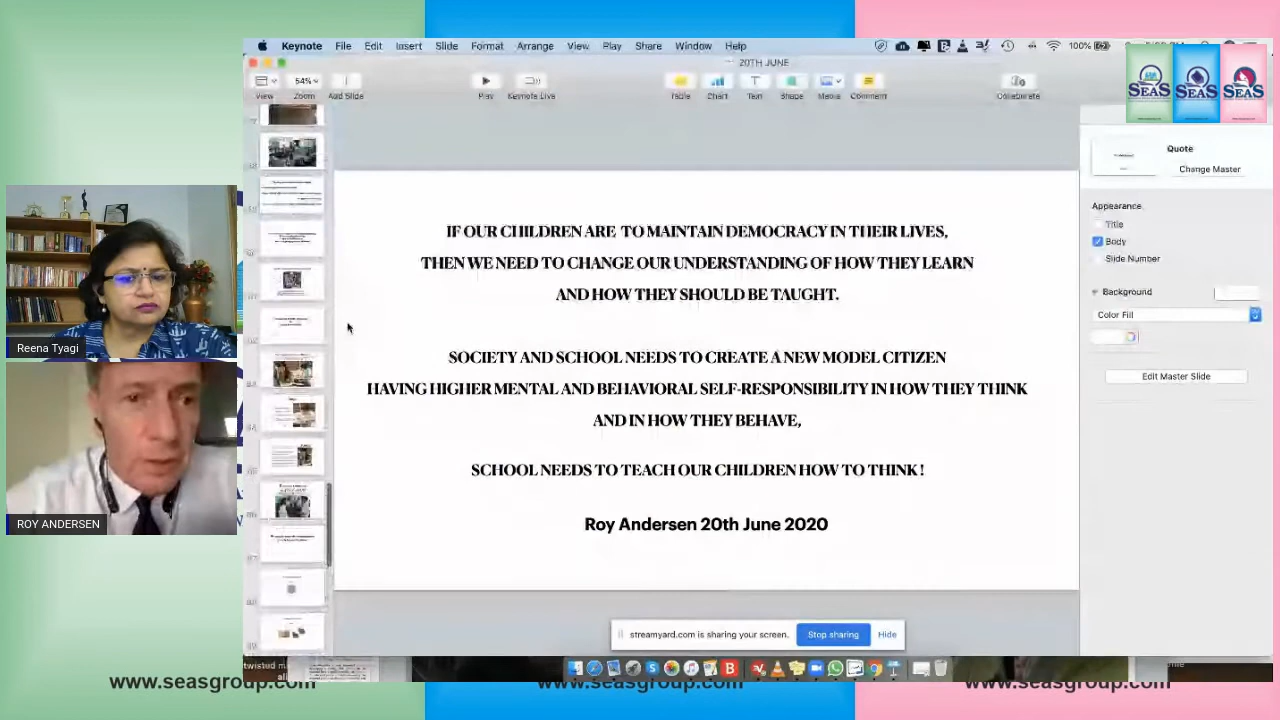 Keynote File Edit Insert Slide Format Arrange View Play Share Window Help
100%
20TH JUNE
54%
View Zoom Add Slide Play Keynote Live Table Chart Text Shape Media Comment Collaborate
SEAS SEAS SEAS
Quote
Change Master
Appearance
Title
Body
Slide Number
Background
Color Fill
Edit Master Slide
IF OUR CHILDREN ARE TO MAINTAIN DEMOCRACY IN THEIR LIVES,
THEN WE NEED TO CHANGE OUR UNDERSTANDING OF HOW THEY LEARN
AND HOW THEY SHOULD BE TAUGHT.
SOCIETY AND SCHOOL NEEDS TO CREATE A NEW MODEL CITIZEN
HAVING HIGHER MENTAL AND BEHAVIORAL SELF-RESPONSIBILITY IN HOW THEY THINK
AND IN HOW THEY BEHAVE,
SCHOOL NEEDS TO TEACH OUR CHILDREN HOW TO THINK !
Roy Andersen 20th June 2020
Reena Tyagi
ROY ANDERSEN
streamyard.com is sharing your screen. Stop sharing Hide
twisted
www.seasgroup.com www.seasgroup.com www.seasgroup.com